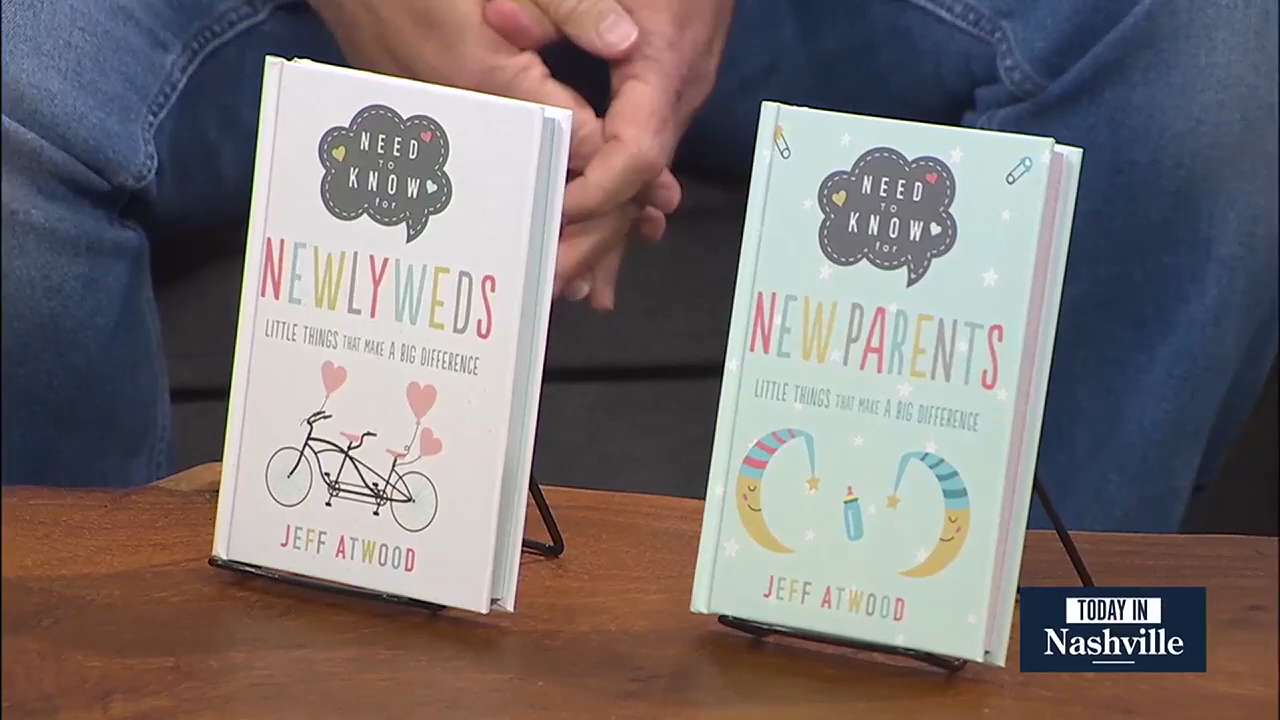 NEED
TO
KNOW
for
NEWLYWEDS
LITTLE THINGS THAT MAKE A BIG DIFFERENCE
JEFF ATWOOD
NEED
TO
KNOW
for
NEW PARENTS
LITTLE THINGS THAT MAKE A BIG DIFFERENCE
JEFF ATWOOD
TODAY IN
Nashville